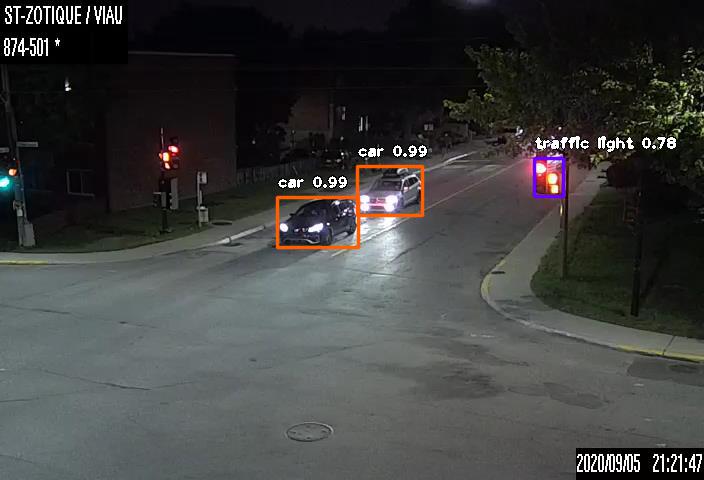 ST-ZOTIQUE / VIAU
874-501 *
traffic light 0.78
car 0.99
car 0.99
2020/09/05 21:21:47